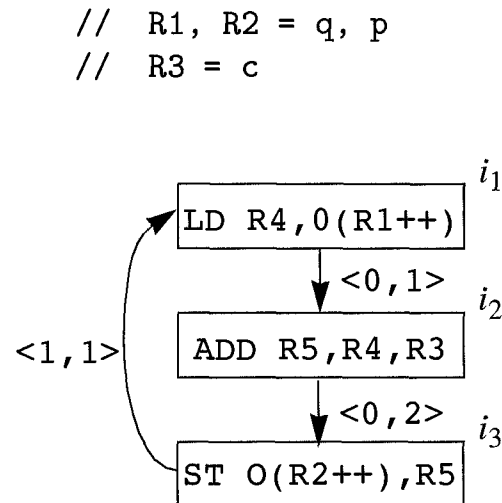 // R1, R2 = q, p
// R3 = c
i1
LD R4,0(R1++)
<0,1>
i2
ADD R5,R4,R3
<1,1>
<0,2>
i3
ST O(R2++),R5